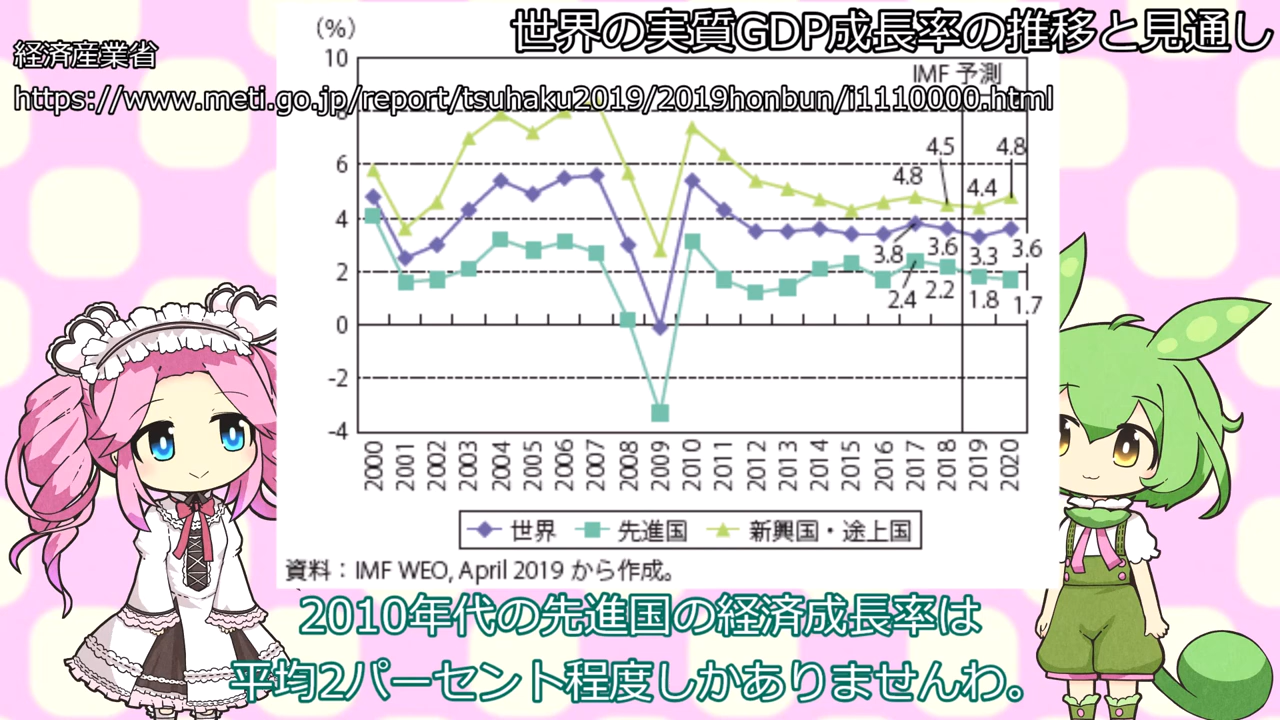 世界の実質GDP成長率の推移と見通し
経済産業省
https://www.meti.go.jp/report/tsuhaku2019/2019honbun/i1110000.html
(%)
IMF 予測
10
8
6
4
2
0
-2
-4
4.8
4.5
4.4
4.8
3.8
3.6
3.3
3.6
2.4
2.2
1.8
1.7
2000 2001 2002 2003 2004 2005 2006 2007 2008 2009 2010 2011 2012 2013 2014 2015 2016 2017 2018 2019 2020
世界 先進国 新興国・途上国
資料：IMF WEO, April 2019 から作成。
2010年代の先進国の経済成長率は
平均2パーセント程度しかありませんわ。